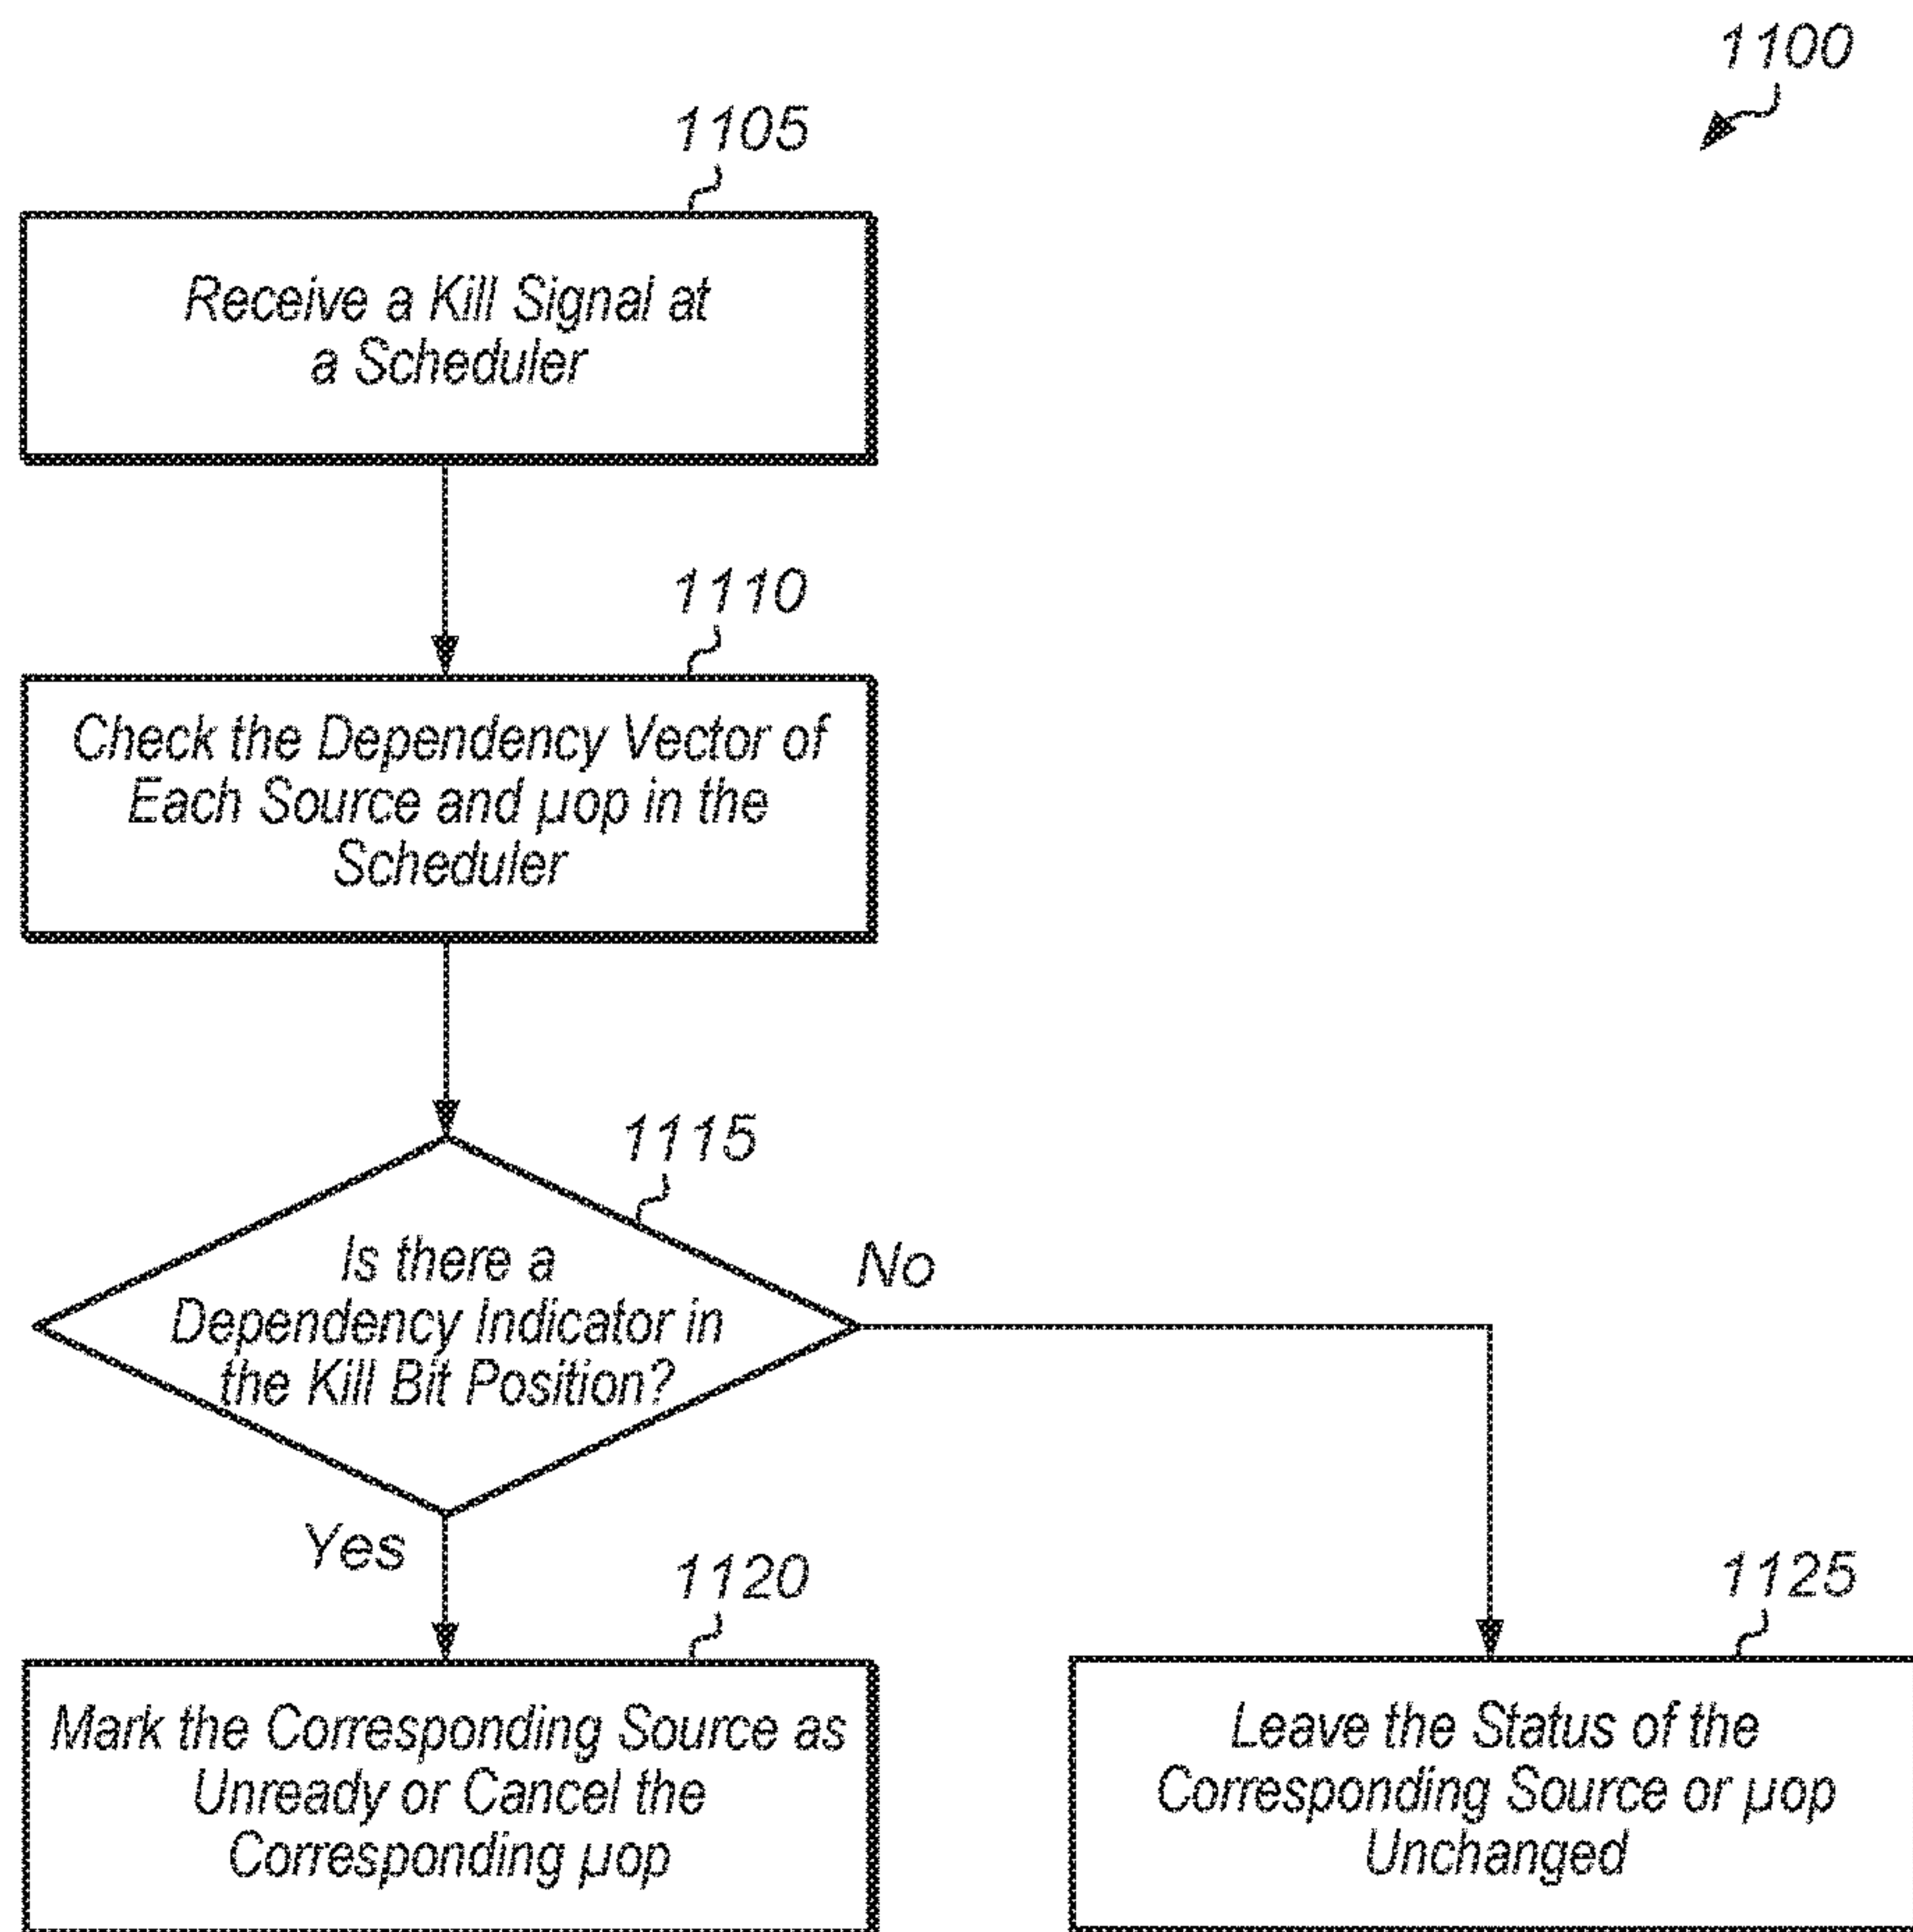 1100
1105
Receive a Kill Signal at
a Scheduler
1110
Check the Dependency Vector of
Each Source and µop in the
Scheduler
1115
Is there a
Dependency Indicator in
the Kill Bit Position?
No
Yes
1120
Mark the Corresponding Source as
Unready or Cancel the
Corresponding µop
1125
Leave the Status of the
Corresponding Source or µop
Unchanged